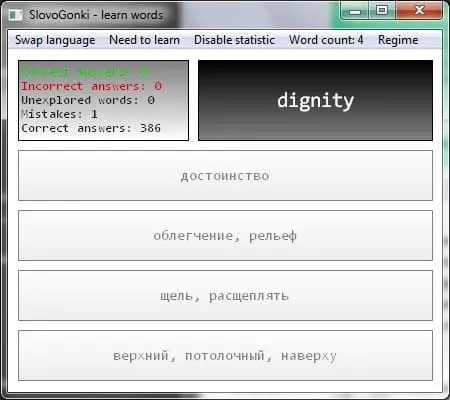 SlovoGonki - learn words
Swap language Need to learn Disable statistic Word count: 4 Regime
Correct answers: 0
Incorrect answers: 0
Unexplored words: 0
Mistakes: 1
Correct answers: 386
dignity
достоинство
облегчение, рельеф
щель, расщеплять
верхний, потолочный, наверху